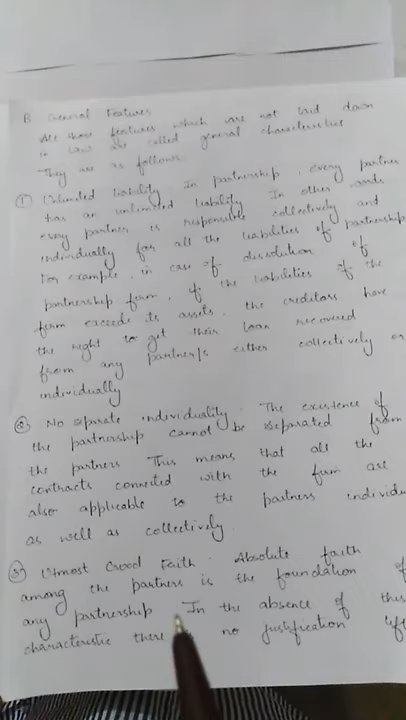 B General Features
All those features which are not laid down
in law are called general characteristics
They are as follows
① Unlimited liability In partnership, every partner
has an unlimited liability In other words
every partner is responsible collectively and
individually for all the liabilities of partnership
For example, in case of dissolution of
partnership firm, if the liabilities of the
firm exceeds its assets, the creditors have
the right to get their loan recovered
from any partner/s either collectively or
individually
② No separate individuality. The existence of
the partnership cannot be separated from
the partners This means that all the
contracts connected with the firm are
also applicable to the partners individu
as well as collectively.
③ Utmost Good Faith. Absolute faith
among the partners is the foundation of
any partnership In the absence of this
characteristic there no justification left